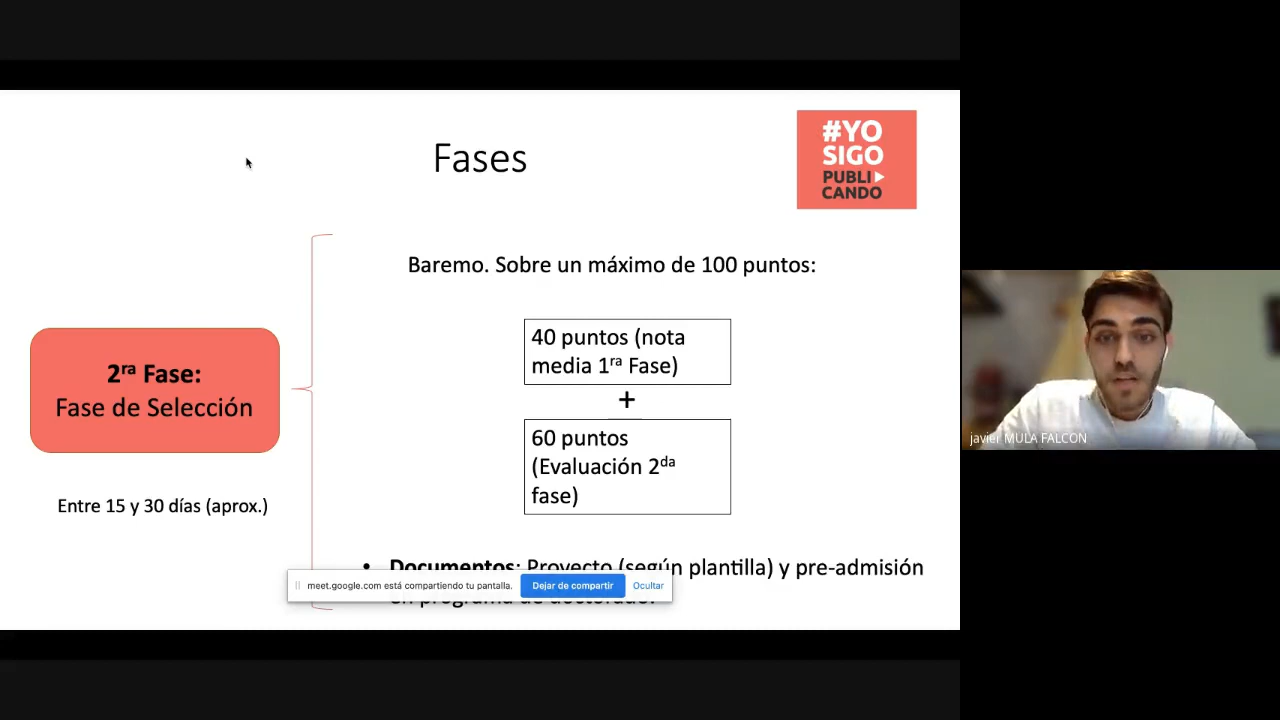 Fases
#YO
SIGO
PUBLI
CANDO
Baremo. Sobre un máximo de 100 puntos:
40 puntos (nota
media 1ra Fase)
+
60 puntos
(Evaluación 2da
fase)
2ra Fase:
Fase de Selección
Entre 15 y 30 días (aprox.)
• Documentos: Proyecto (según plantilla) y pre-admisión
en programa de doctorado.
meet.google.com está compartiendo tu pantalla.
Dejar de compartir
Ocultar
javier MULA FALCON